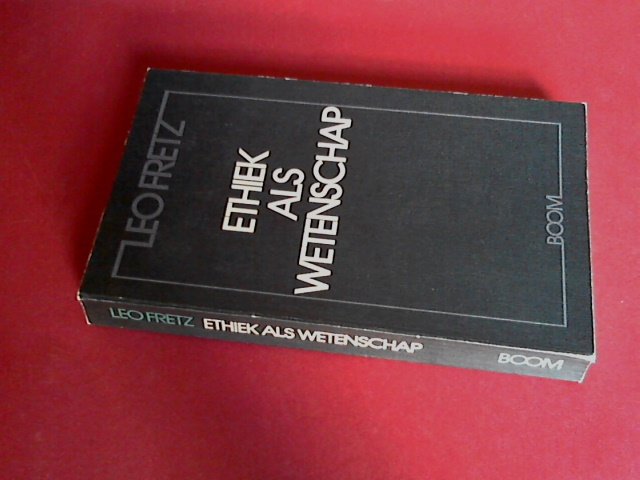 LEO FRETZ
ETHIEK
ALS
WETENSCHAP
BOOM
LEO FRETZ ETHIEK ALS WETENSCHAP BOOM